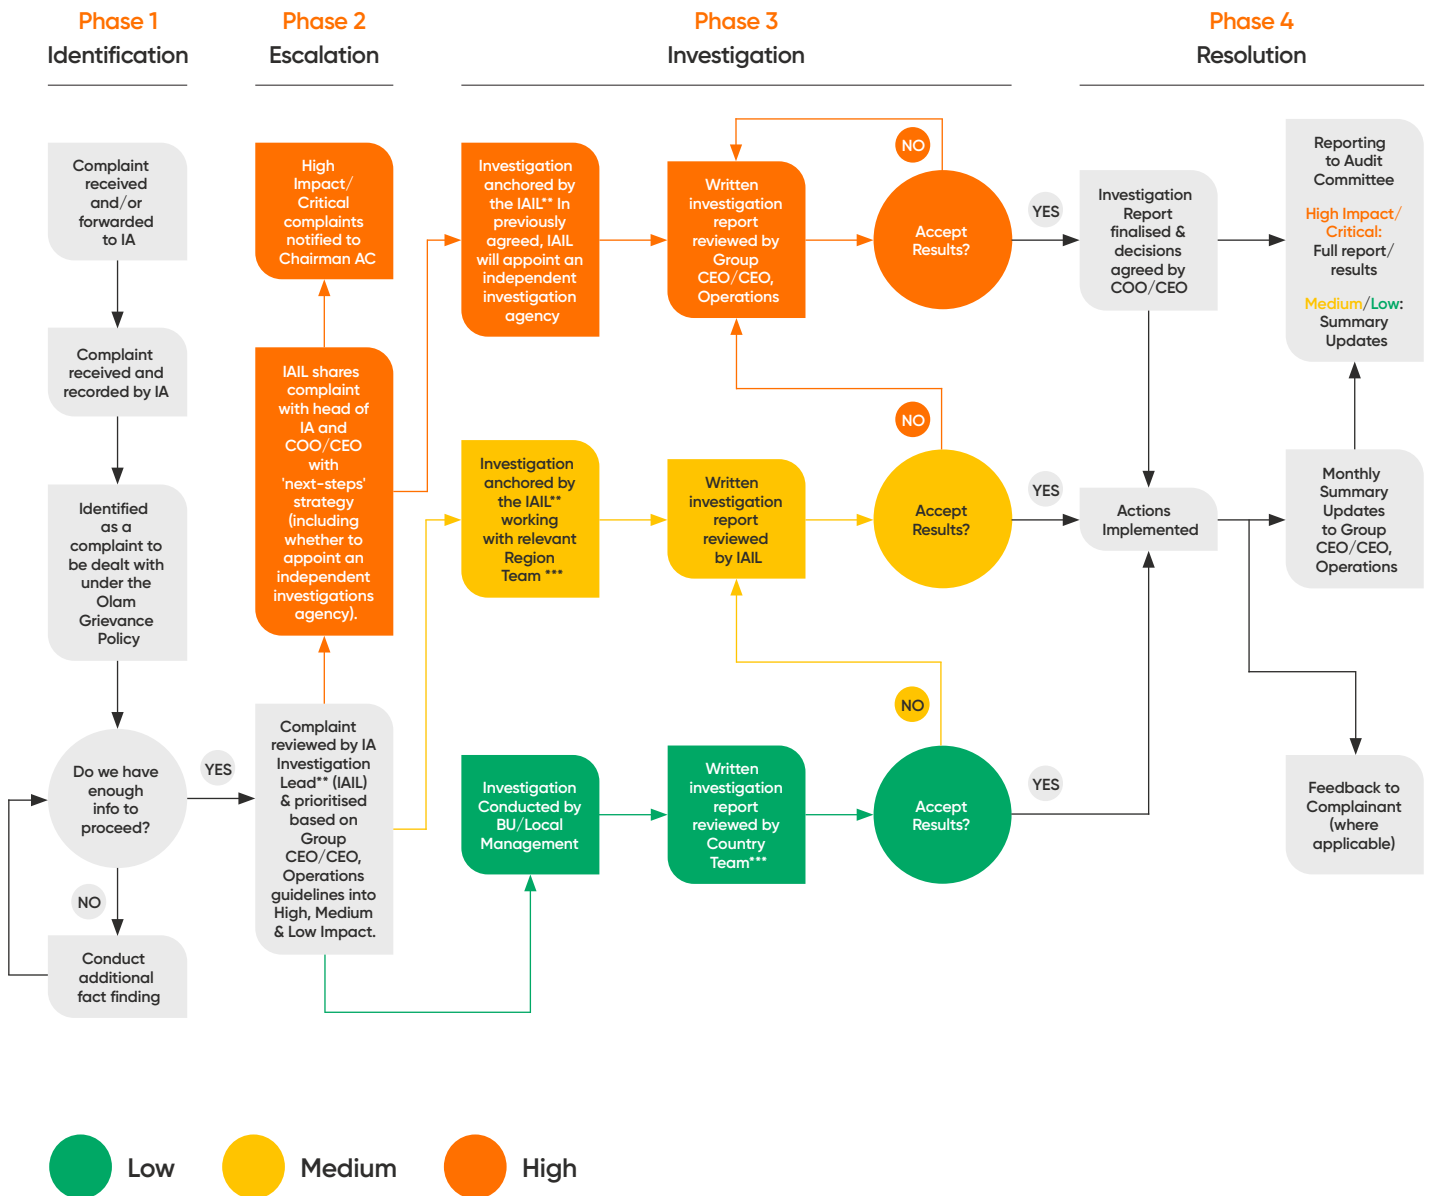 Phase 1
Identification
Phase 2
Escalation
Phase 3
Investigation
Phase 4
Resolution
Complaint
received
and/or
forwarded
to IA
Complaint
received and
recorded by IA
Identified
as a
complaint to
be dealt with
under the
Olam
Grievance
Policy
Do we have
enough
info to
proceed?
YES
NO
Conduct
additional
fact finding
High
Impact/
Critical
complaints
notified to
Chairman AC
IAIL shares
complaint
with head of
IA and
COO/CEO
with
'next-steps'
strategy
(including
whether to
appoint an
independent
investigations
agency).
Complaint
reviewed by IA
Investigation
Lead** (IAIL)
& prioritised
based on
Group
CEO/CEO,
Operations
guidelines into
High, Medium
& Low Impact.
Investigation
anchored by
the IAIL** In
previously
agreed, IAIL
will appoint an
independent
investigation
agency
Written
investigation
report
reviewed by
Group
CEO/CEO,
Operations
NO
Accept
Results?
YES
Investigation
anchored by
the IAIL**
working
with relevant
Region
Team ***
Written
investigation
report
reviewed
by IAIL
NO
Accept
Results?
YES
Investigation
Conducted by
BU/Local
Management
Written
investigation
report
reviewed by
Country
Team***
NO
Accept
Results?
YES
Investigation
Report
finalised &
decisions
agreed by
COO/CEO
Actions
Implemented
Reporting
to Audit
Committee
High Impact/
Critical:
Full report/
results
Medium/Low:
Summary
Updates
Monthly
Summary
Updates
to Group
CEO/CEO,
Operations
Feedback to
Complainant
(where
applicable)
Low
Medium
High